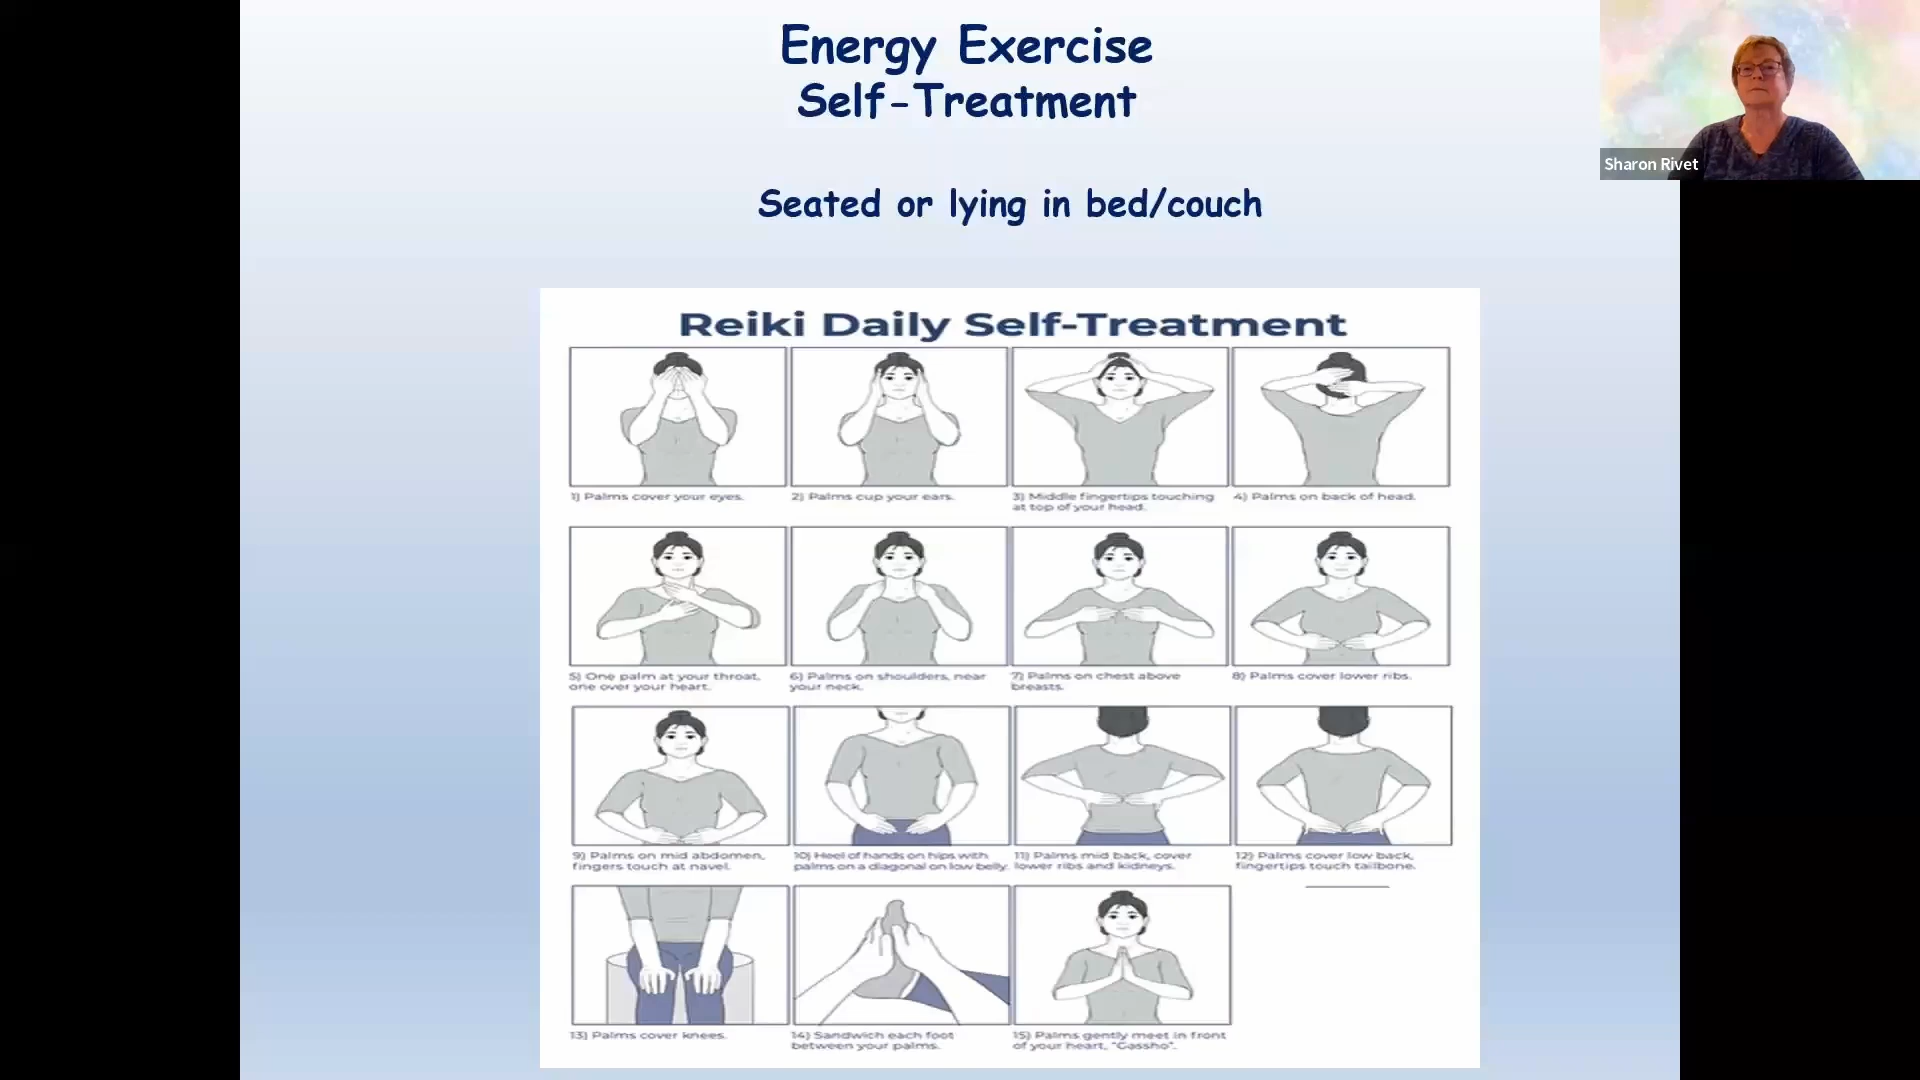 Energy Exercise
Self-Treatment
Sharon Rivet
Seated or lying in bed/couch
Reiki Daily Self-Treatment
1) Palms cover your eyes.
2) Palms cup your ears.
3) Middle fingertips touching
at top of your head.
4) Palms on back of head.
5) One palm at your throat,
one over your heart.
6) Palms on shoulders, near
your neck.
7) Palms on chest above
breasts.
8) Palms cover lower ribs.
9) Palms on mid abdomen,
fingers touch at navel.
10) Heel of hands on hips with
palms on a diagonal on low belly.
11) Palms mid back, cover
lower ribs and kidneys.
12) Palms cover low back,
fingertips touch tailbone.
13) Palms cover knees.
14) Sandwich each foot
between your palms.
15) Palms gently meet in front
of your heart, "Gassho".